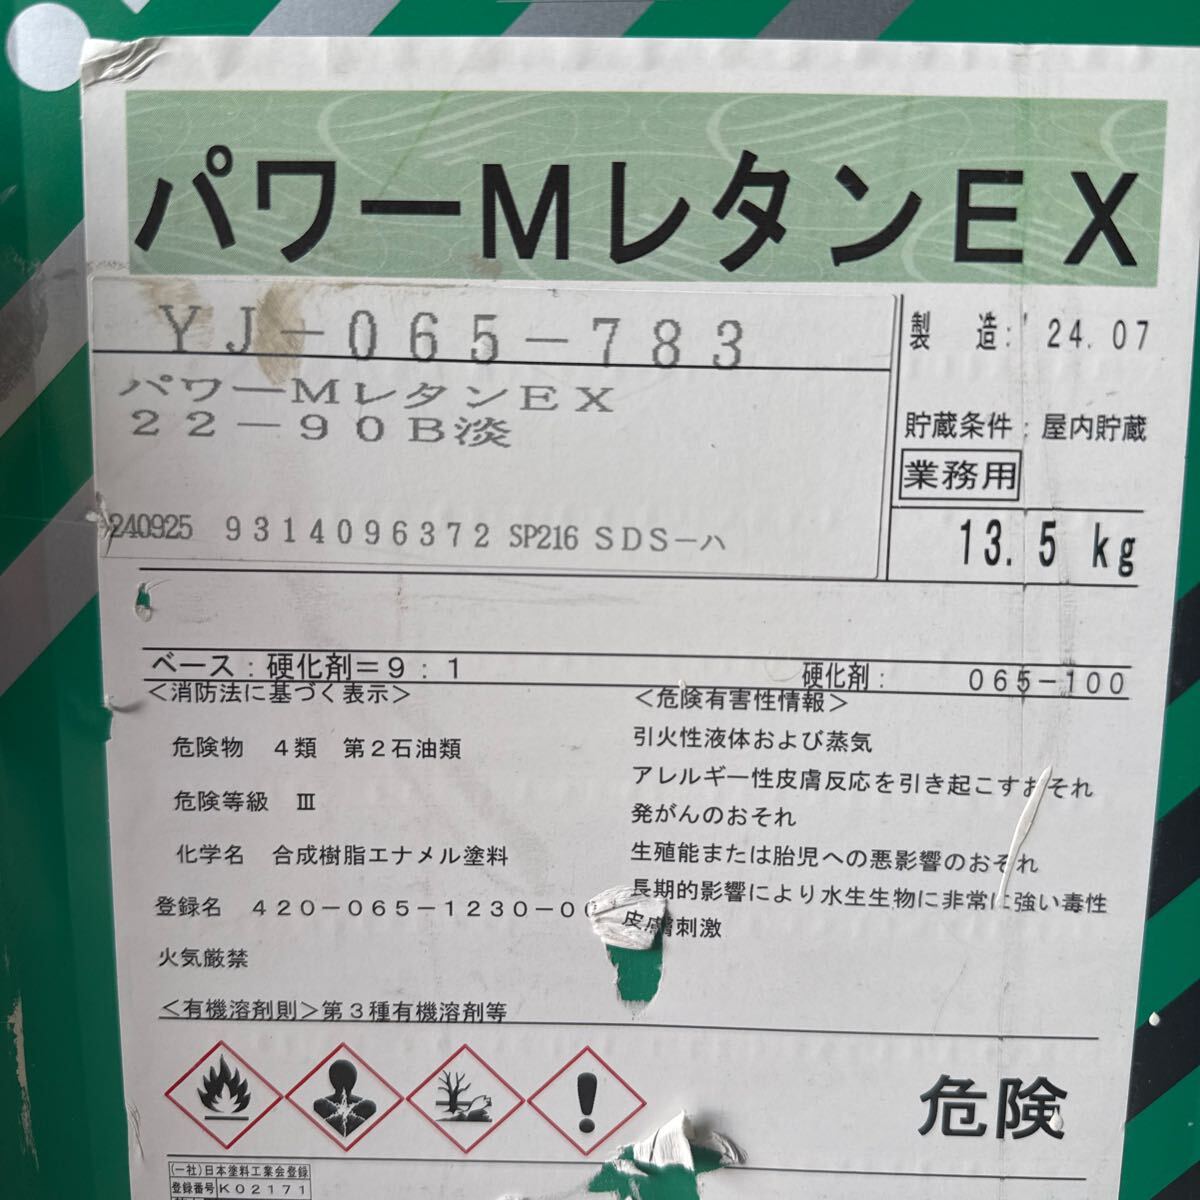 パワーMレタンEX
YJ-065-783
製 造:'24.07
パワーMレタンEX
22-90B淡
貯蔵条件:屋内貯蔵
業務用
240925 9314096372 SP216 SDS-ハ
13.5 kg
ベース:硬化剤=9:1
硬化剤: 065-100
<消防法に基づく表示>
危険物 4類 第2石油類
危険等級 Ⅲ
化学名 合成樹脂エナメル塗料
登録名 420-065-1230-0
火気厳禁
<有機溶剤則>第3種有機溶剤等
<危険有害性情報>
引火性液体および蒸気
アレルギー性皮膚反応を引き起こすおそれ
発がんのおそれ
生殖能または胎児への悪影響のおそれ
長期的影響により水生生物に非常に強い毒性
皮膚刺激
危険
(一社)日本塗料工業会登録
登録番号 K02171